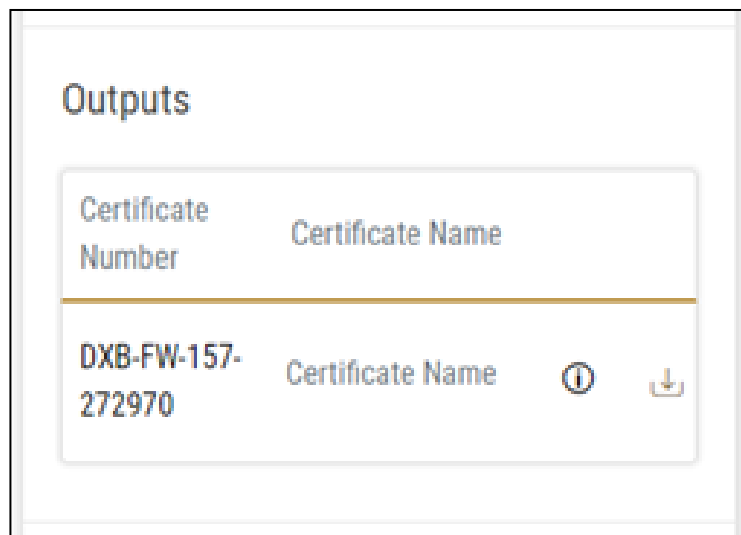 Outputs
Certificate
Number
Certificate Name
DXB-FW-157-
272970
Certificate Name